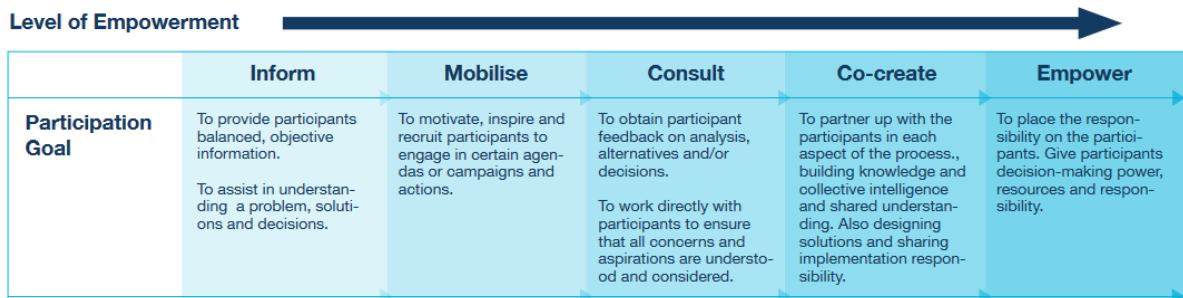 Level of Empowerment
Inform
Mobilise
Consult
Co-create
Empower
Participation
Goal
To provide participants
balanced, objective
information.
To assist in understan-
ding a problem, soluti-
ons and decisions.
To motivate, inspire and
recruit participants to
engage in certain agen-
das or campaigns and
actions.
To obtain participant
feedback on analysis,
alternatives and/or
decisions.
To work directly with
participants to ensure
that all concerns and
aspirations are understo-
od and considered.
To partner up with the
participants in each
aspect of the process.,
building knowledge and
collective intelligence
and shared understan-
ding. Also designing
solutions and sharing
implementation respon-
sibility.
To place the respon-
sibility on the partici-
pants. Give participants
decision-making power,
resources and respon-
sibility.